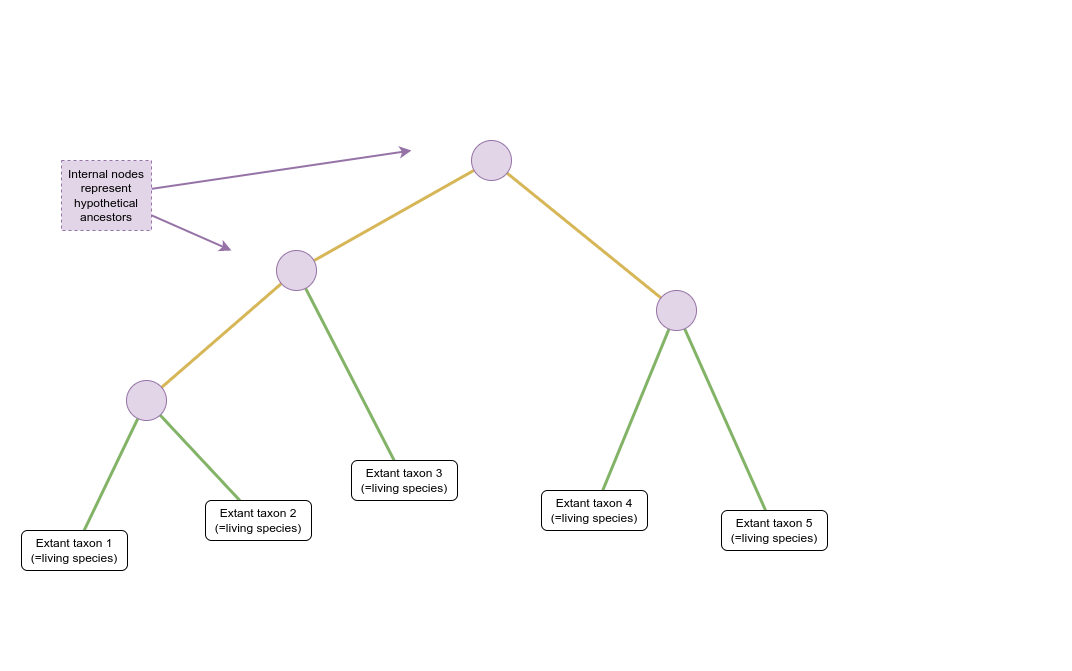 Internal nodes
represent
hypothetical
ancestors
Extant taxon 3
(=living species)
Extant taxon 4
(=living species)
Extant taxon 2
(=living species)
Extant taxon 5
(=living species)
Extant taxon 1
(=living species)